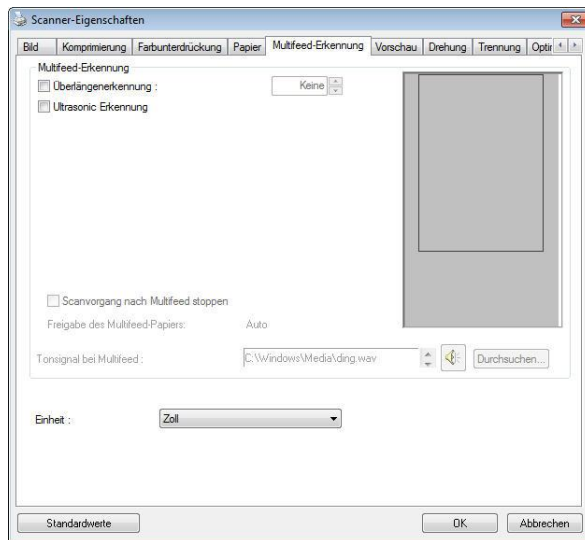 Scanner-Eigenschaften
Bild Komprimierung Farbunterdrückung Papier Multifeed-Erkennung Vorschau Drehung Trennung Optir
Multifeed-Erkennung
Überlängenerkennung : Keine
Ultrasonic Erkennung
Scanvorgang nach Multifeed stoppen
Freigabe des Multifeed-Papiers: Auto
Tonsignal bei Multifeed : C:\Windows\Media\ding.wav Durchsuchen...
Einheit : Zoll
Standardwerte OK Abbrechen